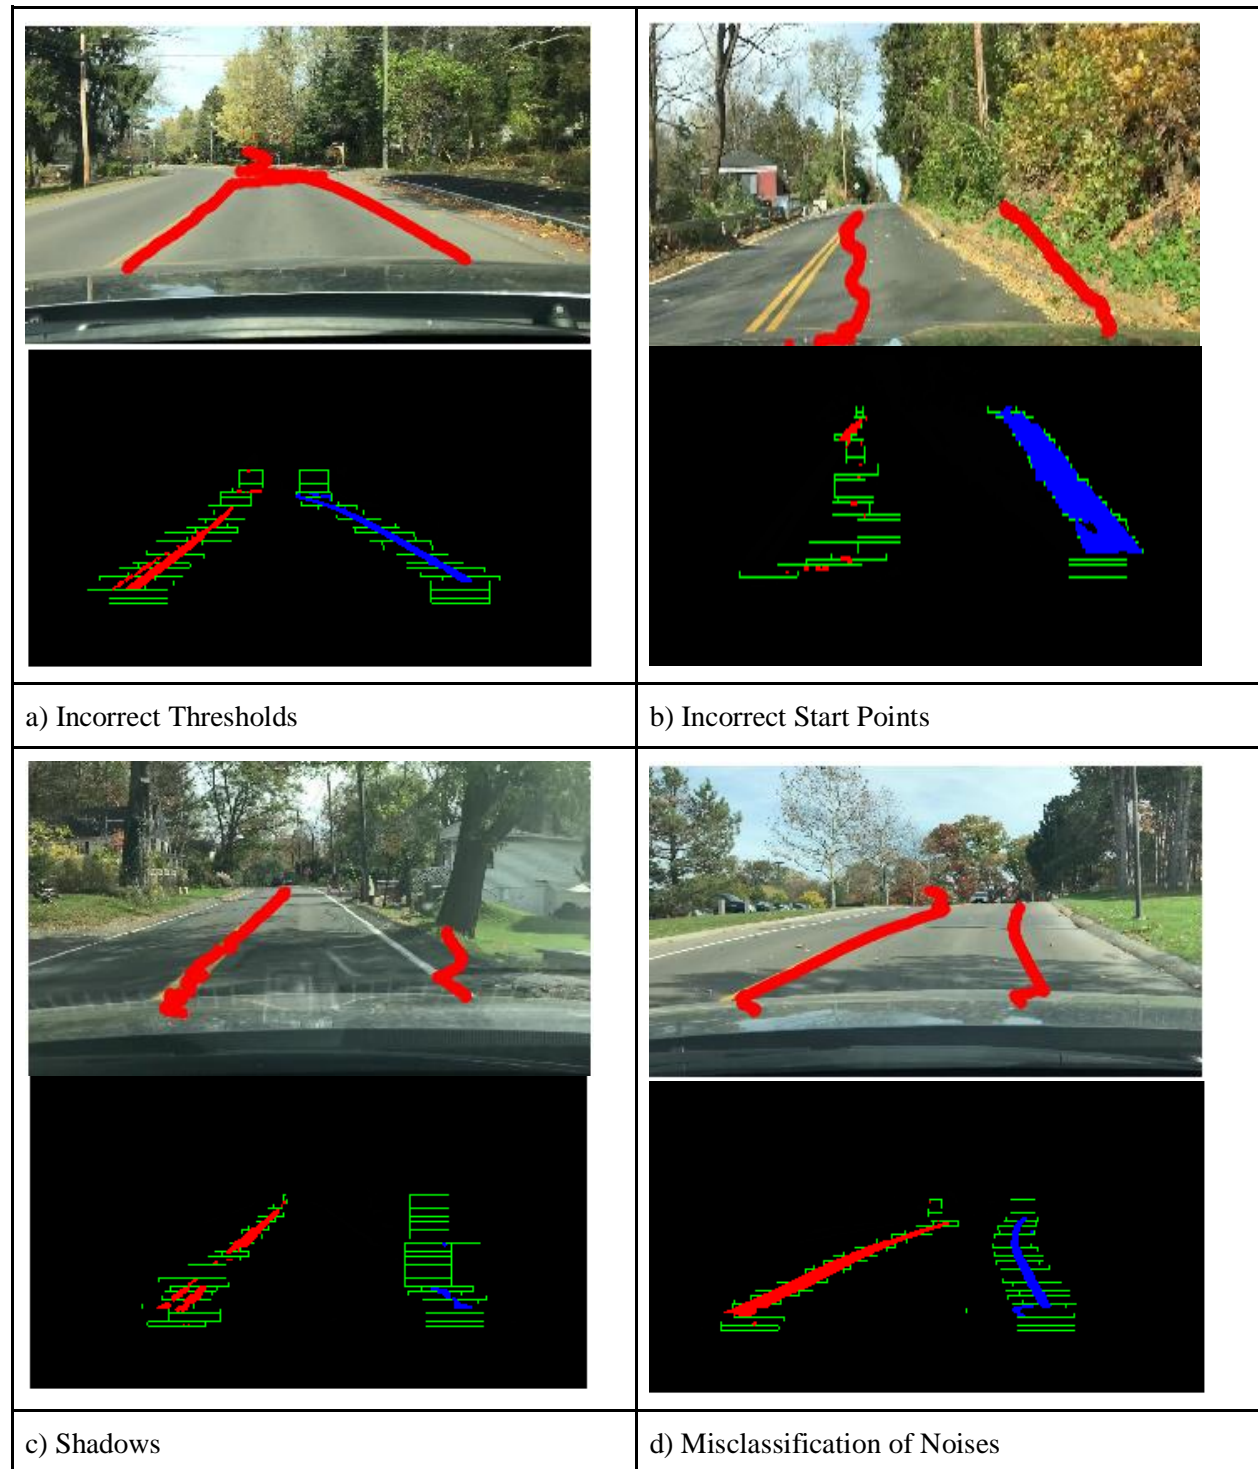 a) Incorrect Thresholds
b) Incorrect Start Points
c) Shadows
d) Misclassification of Noises